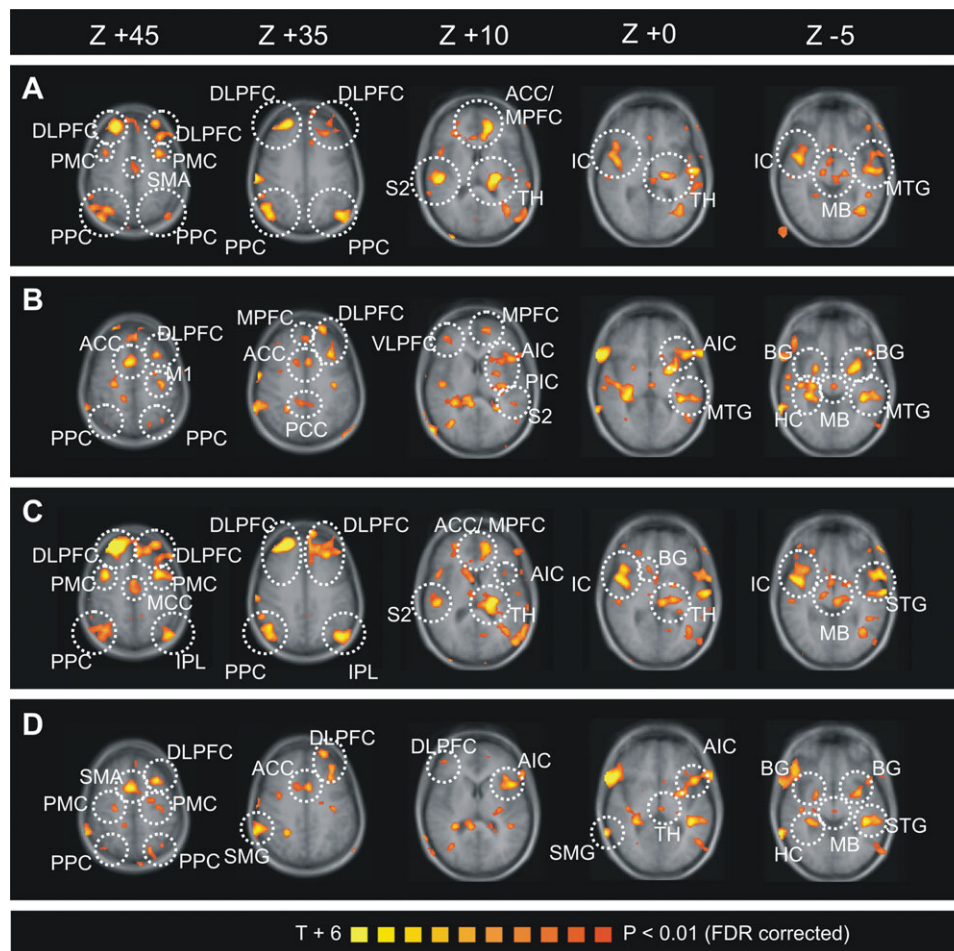 Z +45 Z +35 Z +10 Z +0 Z -5
A
DLPFC DLPFC PMC PMC SMA PPC PPC
DLPFC DLPFC PPC PPC
ACC/ MPFC S2 TH
IC TH
IC MTG MB
B
ACC DLPFC M1 PPC PPC
MPFC DLPFC ACC PCC
VLPFC MPFC AIC PIC S2
AIC MTG
BG BG HC MB MTG
C
DLPFC DLPFC PMC PMC MCC PPC IPL
DLPFC DLPFC PPC IPL
ACC/ MPFC AIC S2 TH
IC BG TH
IC STG MB
D
SMA DLPFC PMC PMC PPC PPC
DLPFC ACC SMG
DLPFC AIC
AIC SMG TH
BG BG HC MB STG
T + 6 P < 0.01 (FDR corrected)